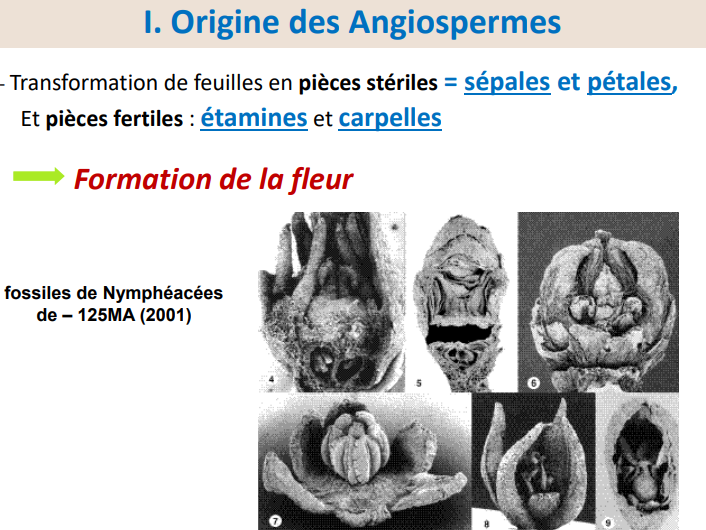 I. Origine des Angiospermes
- Transformation de feuilles en pièces stériles = sépales et pétales,
Et pièces fertiles : étamines et carpelles
Formation de la fleur
fossiles de Nymphéacées
de – 125MA (2001)
4
5
6
7
8
9